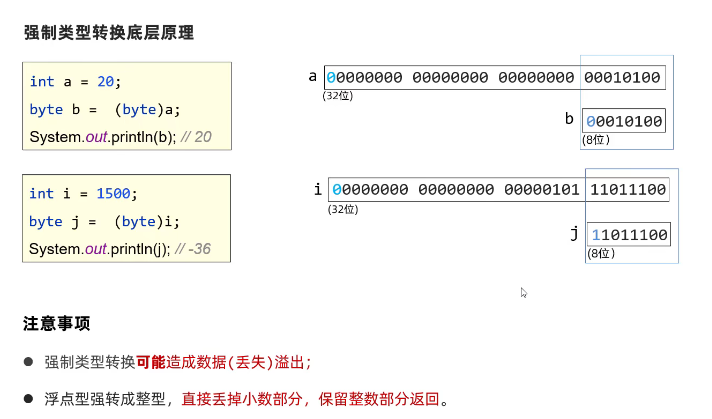 强制类型转换底层原理
int a = 20;
byte b = (byte)a;
System.out.println(b); // 20
a 00000000 00000000 00000000 00010100
(32位)
b 00010100
(8位)
int i = 1500;
byte j = (byte)i;
System.out.println(j); // -36
i 00000000 00000000 00000101 11011100
(32位)
j 11011100
(8位)
注意事项
● 强制类型转换可能造成数据(丢失)溢出；
● 浮点型强转成整型，直接丢掉小数部分，保留整数部分返回。